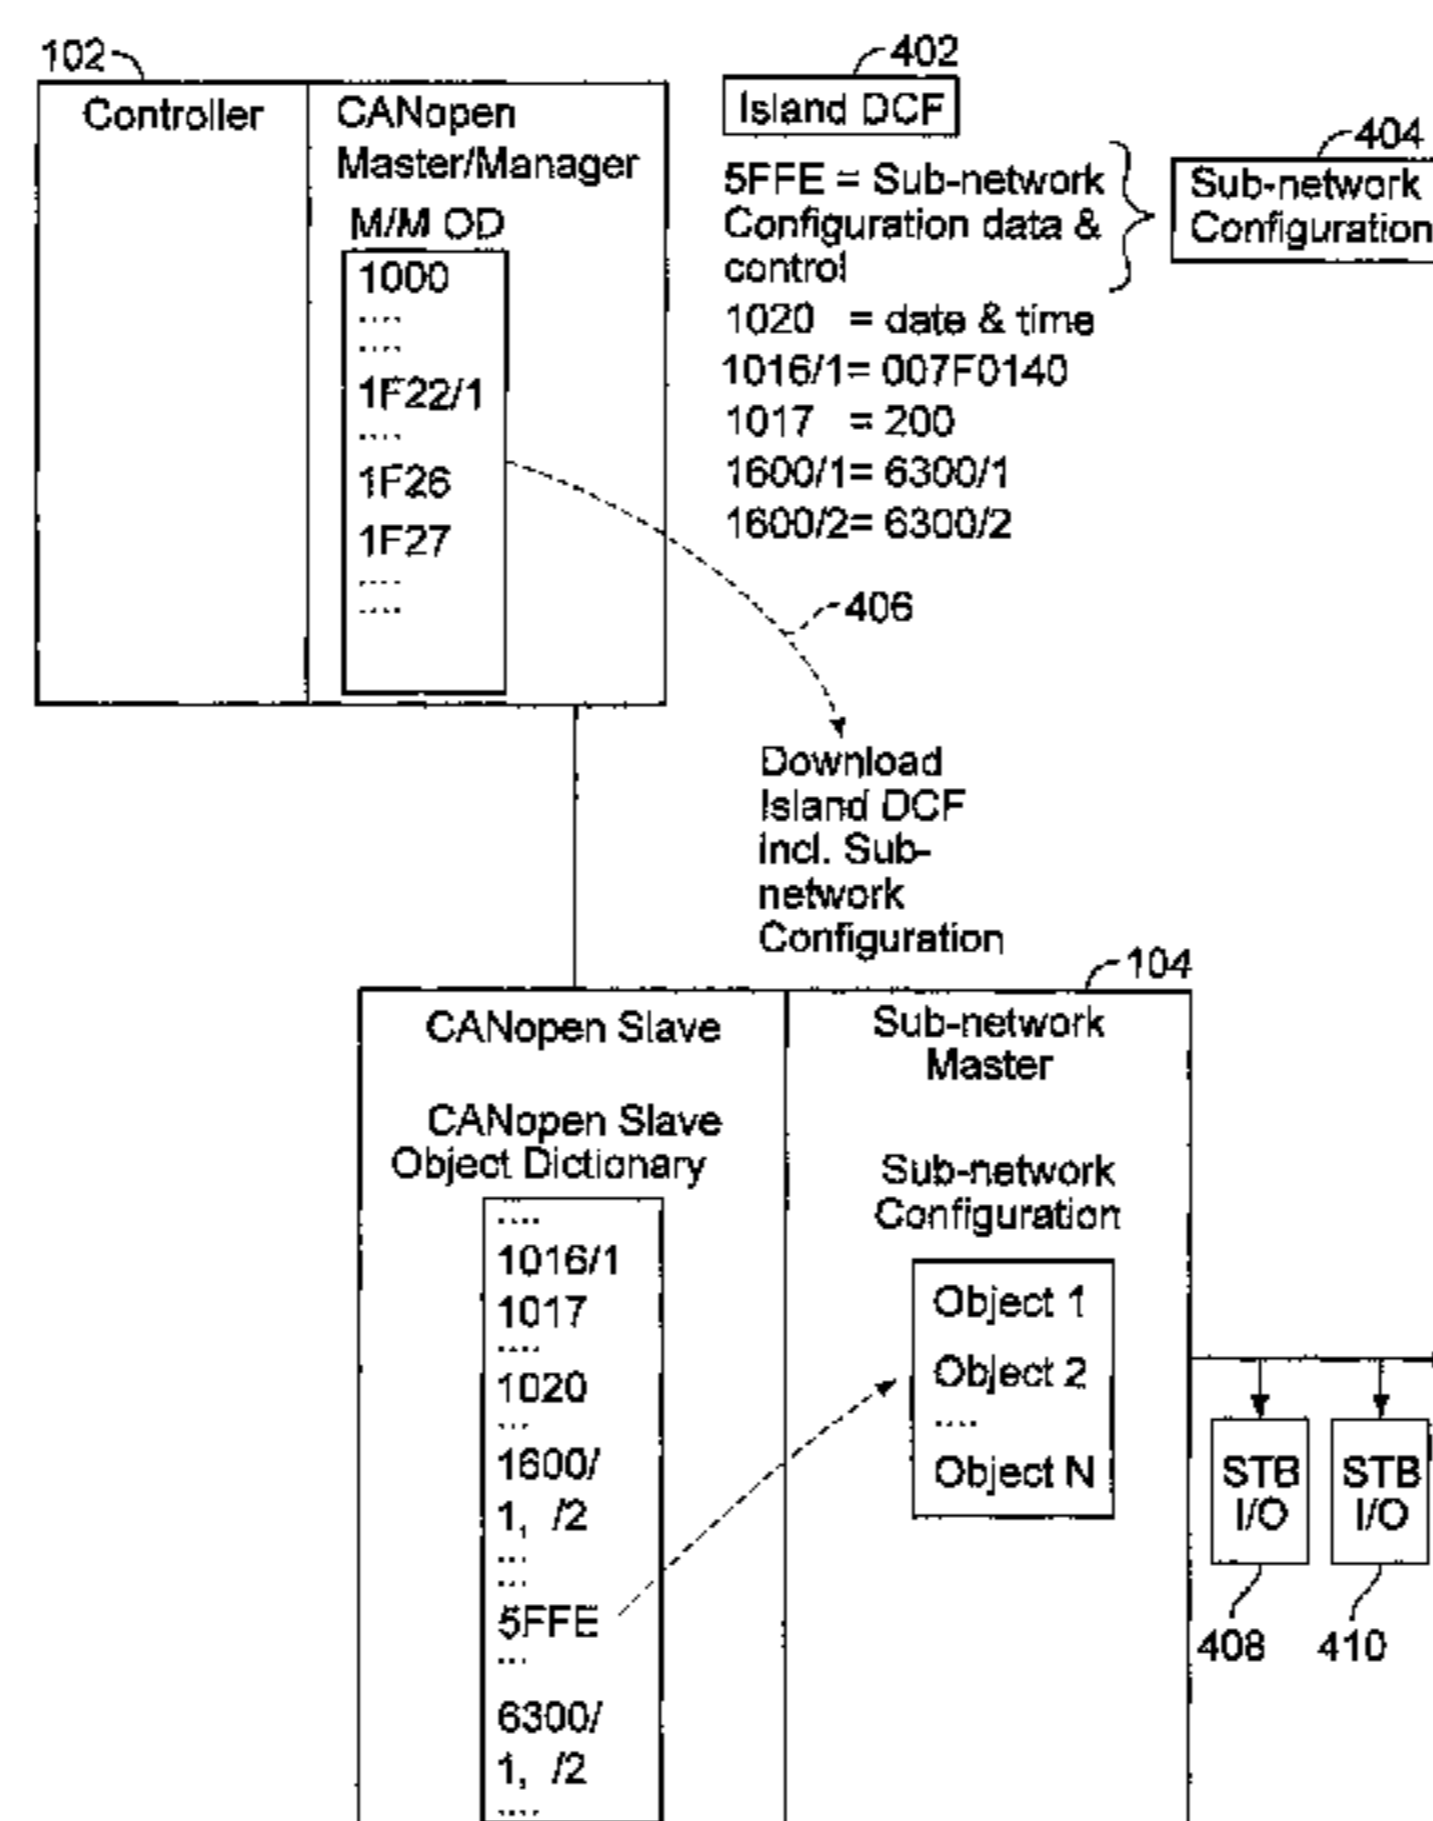 102
Controller
CANopen
Master/Manager
M/M OD
1000
....
....
1F22/1
....
1F26
1F27
....
....
402
Island DCF
5FFE = Sub-network
Configuration data &
control
1020 = date & time
1016/1= 007F0140
1017 = 200
1600/1= 6300/1
1600/2= 6300/2
404
Sub-network
Configuration
406
Download
Island DCF
incl. Sub-
network
Configuration
104
CANopen Slave
CANopen Slave
Object Dictionary
....
1016/1
1017
....
1020
...
1600/
1, /2
...
...
5FFE
...
6300/
1, /2
....
Sub-network
Master
Sub-network
Configuration
Object 1
Object 2
....
Object N
STB
I/O
408
STB
I/O
410